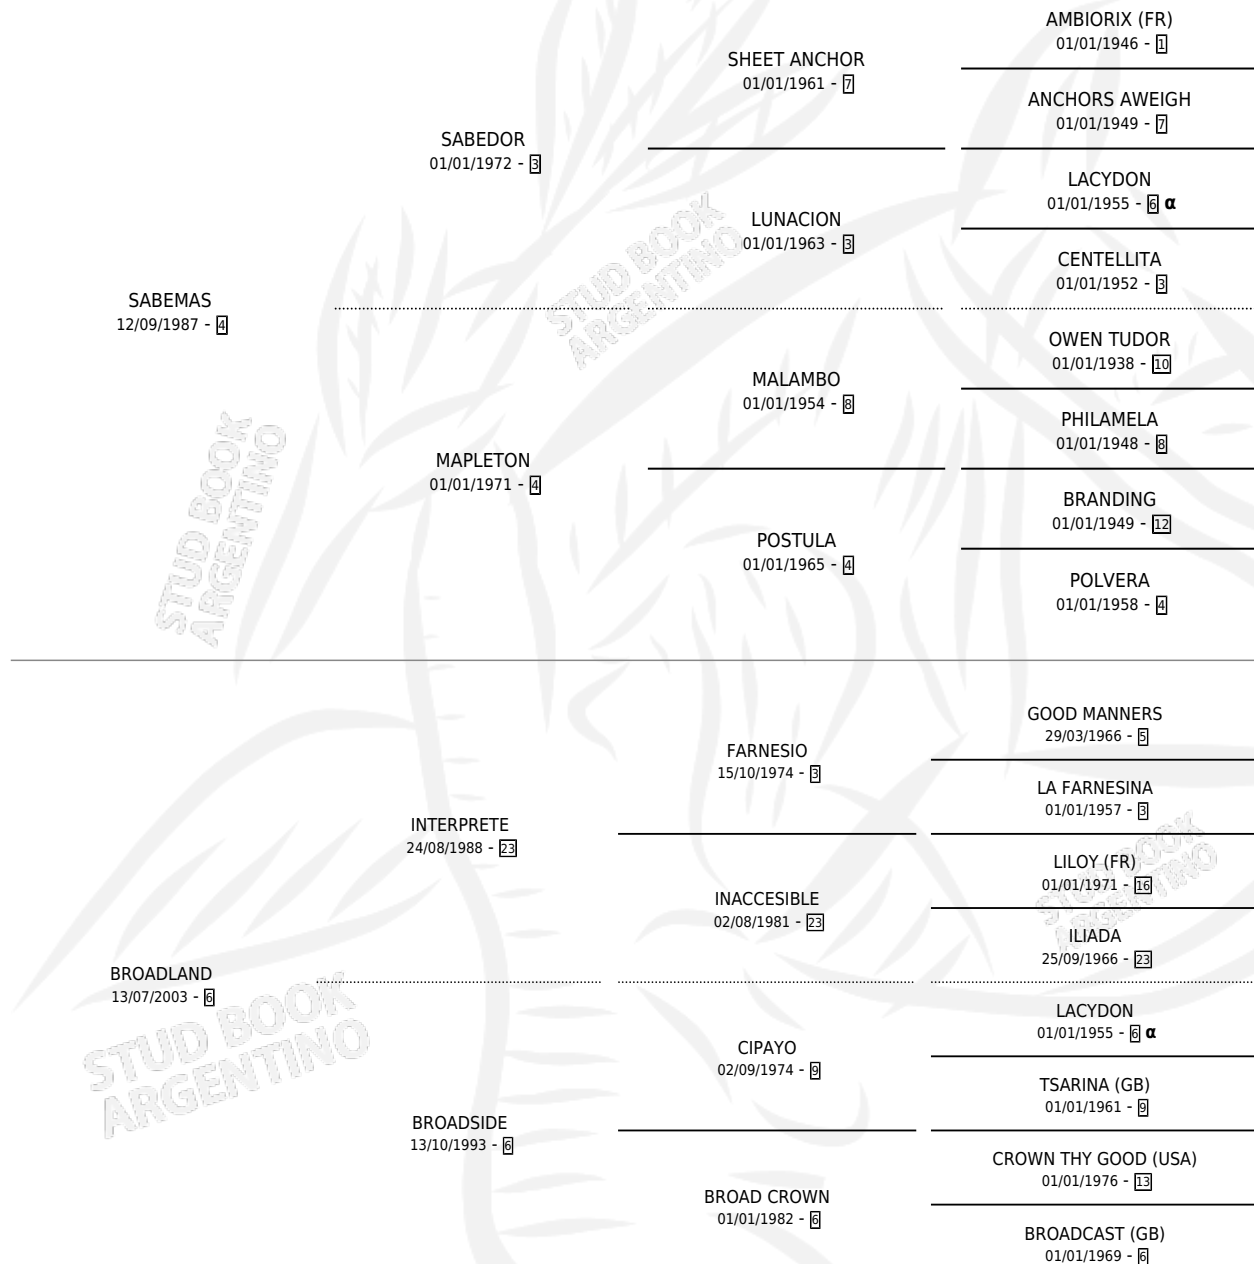 AMBIORIX (FR)
01/01/1946 - 1
SHEET ANCHOR
01/01/1961 - 7
ANCHORS AWEIGH
01/01/1949 - 7
SABEDOR
01/01/1972 - 3
LACYDON
01/01/1955 - 6 α
LUNACION
01/01/1963 - 3
CENTELLITA
01/01/1952 - 3
SABEMAS
12/09/1987 - 4
OWEN TUDOR
01/01/1938 - 10
MALAMBO
01/01/1954 - 8
PHILAMELA
01/01/1948 - 8
MAPLETON
01/01/1971 - 4
BRANDING
01/01/1949 - 12
POSTULA
01/01/1965 - 4
POLVERA
01/01/1958 - 4
GOOD MANNERS
29/03/1966 - 5
FARNESIO
15/10/1974 - 3
LA FARNESINA
01/01/1957 - 3
INTERPRETE
24/08/1988 - 23
LILOY (FR)
01/01/1971 - 16
INACCESIBLE
02/08/1981 - 23
ILIADA
25/09/1966 - 23
BROADLAND
13/07/2003 - 6
LACYDON
01/01/1955 - 6 α
CIPAYO
02/09/1974 - 9
TSARINA (GB)
01/01/1961 - 9
BROADSIDE
13/10/1993 - 6
CROWN THY GOOD (USA)
01/01/1976 - 13
BROAD CROWN
01/01/1982 - 6
BROADCAST (GB)
01/01/1969 - 6
STUD BOOK
ARGENTINO
STUD BOOK
ARGENTINO
STUD BOOK
ARGENTINO
STUD BOOK
ARGENTINO